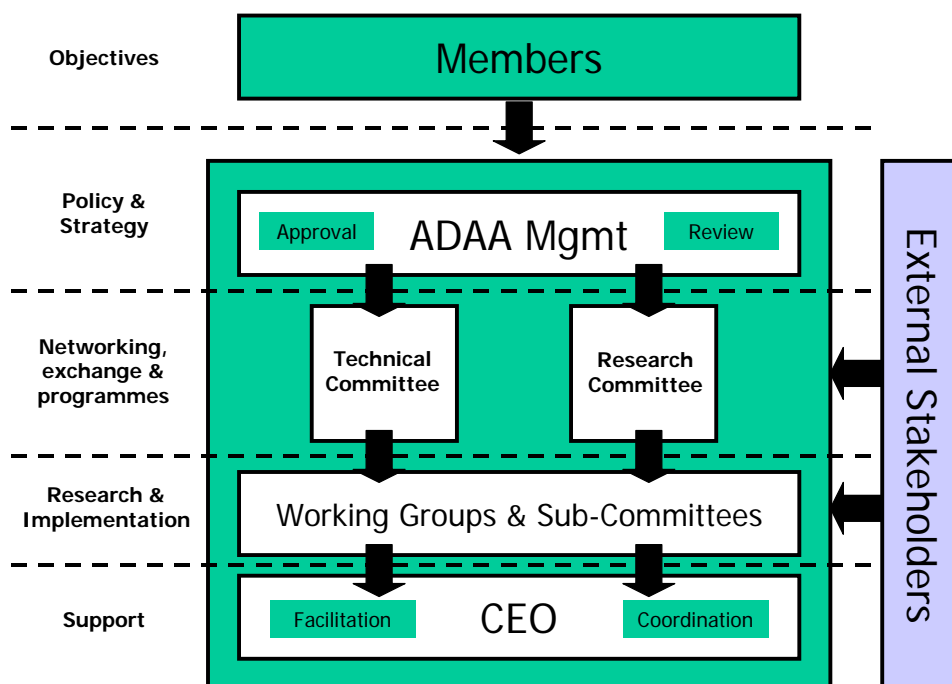 Objectives
Members
Policy &
Strategy
Approval
ADAA Mgmt
Review
Networking,
exchange &
programmes
Technical
Committee
Research
Committee
Research &
Implementation
Working Groups & Sub-Committees
Support
Facilitation
CEO
Coordination
External Stakeholders